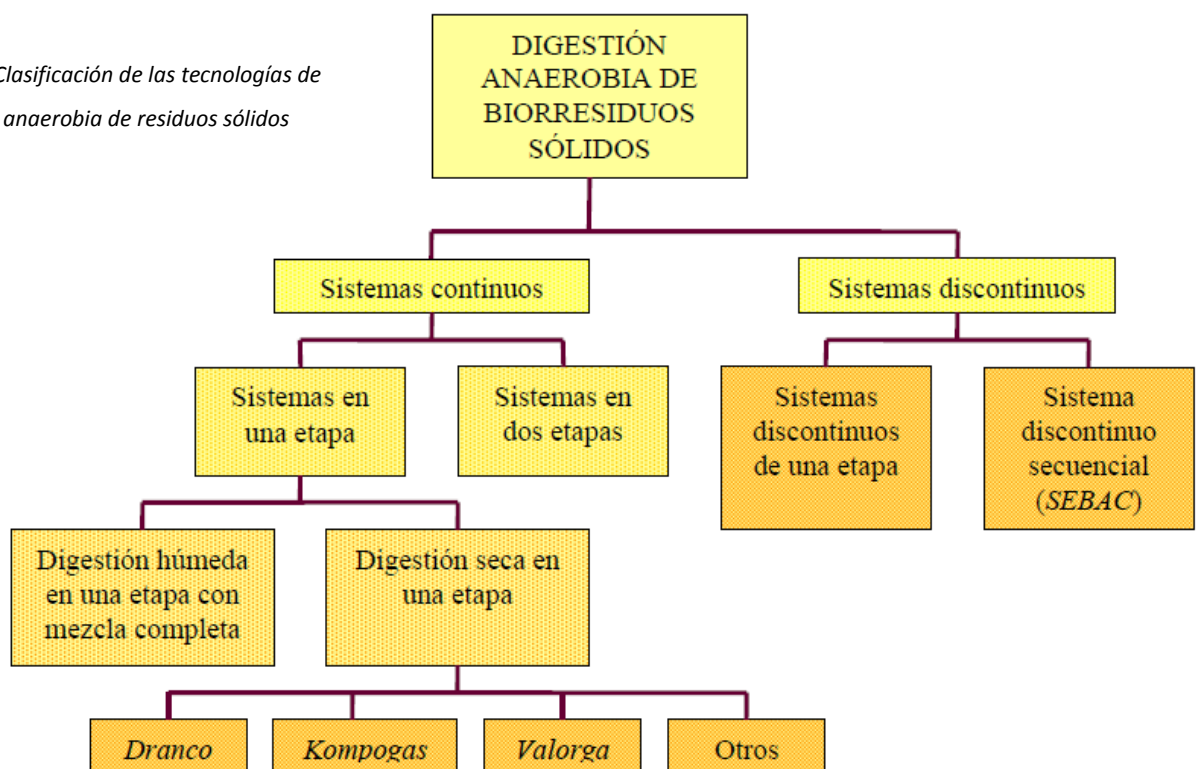 Clasificación de las tecnologías de
anaerobia de residuos sólidos
DIGESTIÓN
ANAEROBIA DE
BIORRESIDUOS
SÓLIDOS
Sistemas continuos
Sistemas discontinuos
Sistemas en
una etapa
Sistemas en
dos etapas
Sistemas
discontinuos
de una etapa
Sistema
discontinuo
secuencial
(SEBAC)
Digestión húmeda
en una etapa con
mezcla completa
Digestión seca en
una etapa
Dranco
Kompogas
Valorga
Otros